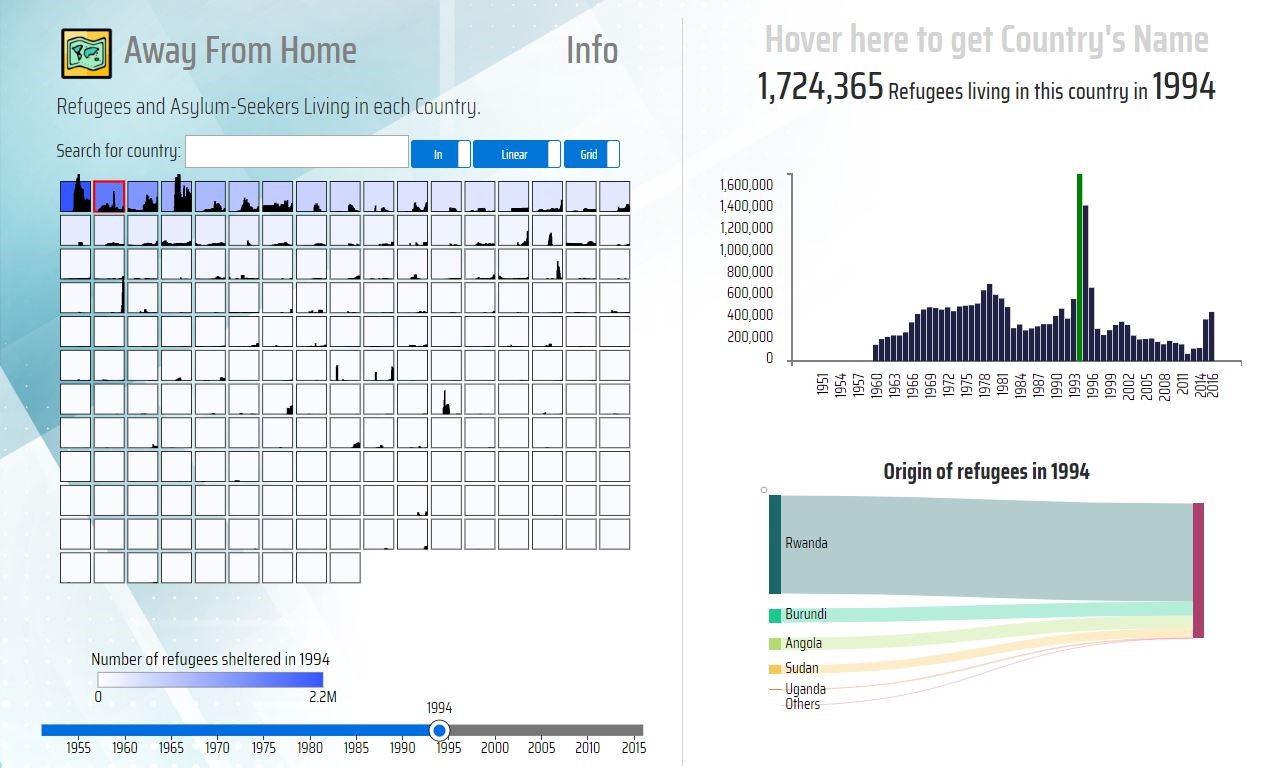 Away From Home
Info
Refugees and Asylum-Seekers Living in each Country.
Search for country:
In
Linear
Grid
Number of refugees sheltered in 1994
0
2.2M
1994
1955 1960 1965 1970 1975 1980 1985 1990 1995 2000 2005 2010 2015
Hover here to get Country's Name
1,724,365 Refugees living in this country in 1994
1,600,000
1,400,000
1,200,000
1,000,000
800,000
600,000
400,000
200,000
0
1951 1954 1957 1960 1963 1966 1969 1972 1975 1978 1981 1984 1987 1990 1993 1996 1999 2002 2005 2008 2011 2014 2016
Origin of refugees in 1994
Rwanda
Burundi
Angola
Sudan
Uganda
Others